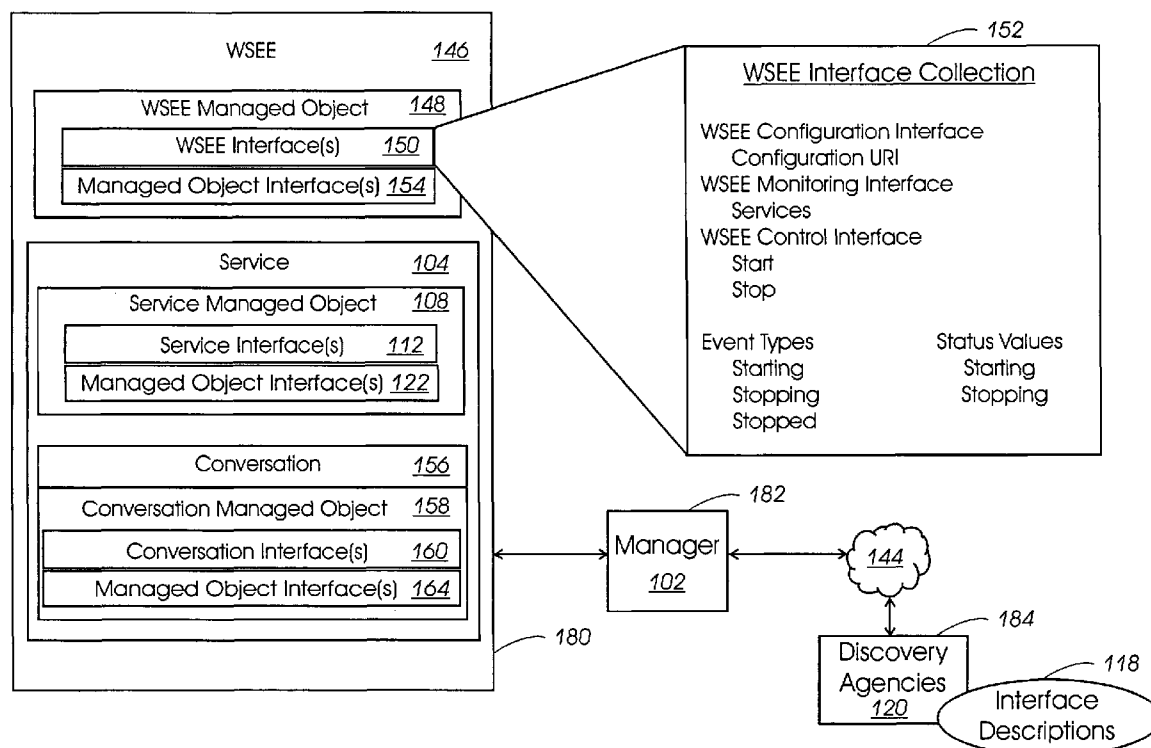 WSEE 146
WSEE Managed Object 148
WSEE Interface(s) 150
Managed Object Interface(s) 154
Service 104
Service Managed Object 108
Service Interface(s) 112
Managed Object Interface(s) 122
Conversation 156
Conversation Managed Object 158
Conversation Interface(s) 160
Managed Object Interface(s) 164
180
152
WSEE Interface Collection
WSEE Configuration Interface
Configuration URI
WSEE Monitoring Interface
Services
WSEE Control Interface
Start
Stop
Event Types Status Values
Starting Starting
Stopping Stopping
Stopped
182
Manager
102
144
184
Discovery
Agencies
120
118
Interface
Descriptions